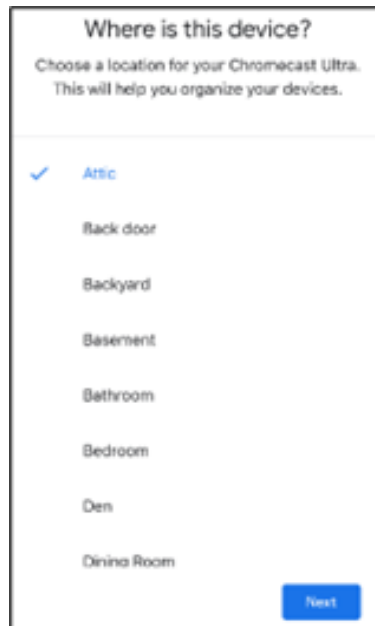 Where is this device?
Choose a location for your Chromecast Ultra.
This will help you organize your devices.
Attic
Back door
Backyard
Basement
Bathroom
Bedroom
Den
Dining Room
Next